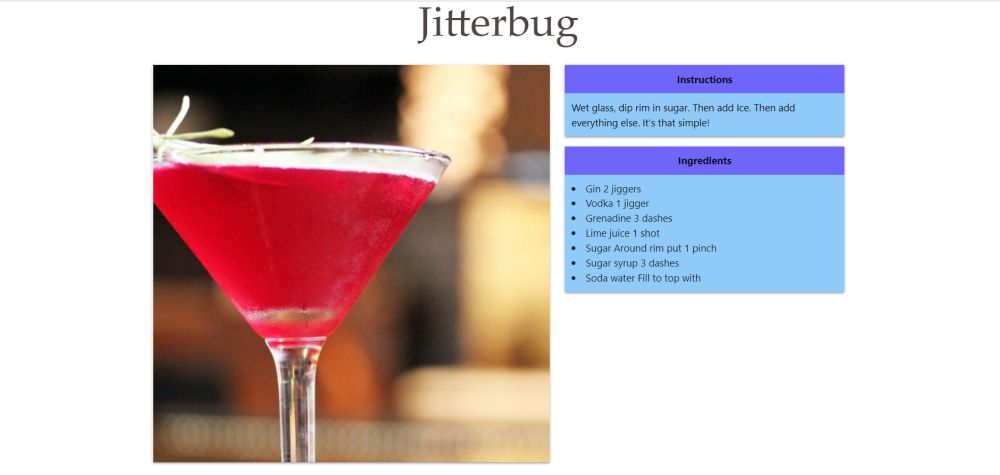 Jitterbug
Instructions
Wet glass, dip rim in sugar. Then add Ice. Then add
everything else. It's that simple!
Ingredients
Gin 2 jiggers
Vodka 1 jigger
Grenadine 3 dashes
Lime juice 1 shot
Sugar Around rim put 1 pinch
Sugar syrup 3 dashes
Soda water Fill to top with